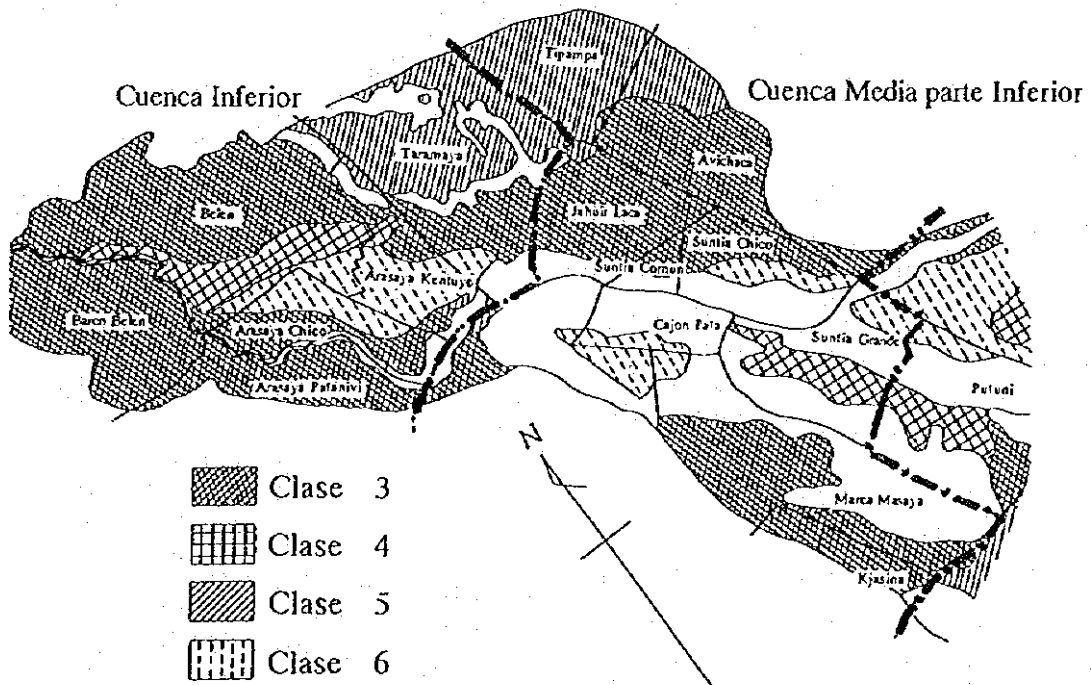 Tipampa
Cuenca Inferior
Cuenca Media parte Inferior
Taramaya
Avichaca
Belen
Jahuir Laca
Suntia Chico
Suntia Comun
Arasaya Kentuyo
Baron Belen
Arasaya Chico
Cajon Pata
Suntia Grande
Arasaya Patanivi
Putuni
N
Clase 3
Marca Masaya
Clase 4
Kjasina
Clase 5
Clase 6